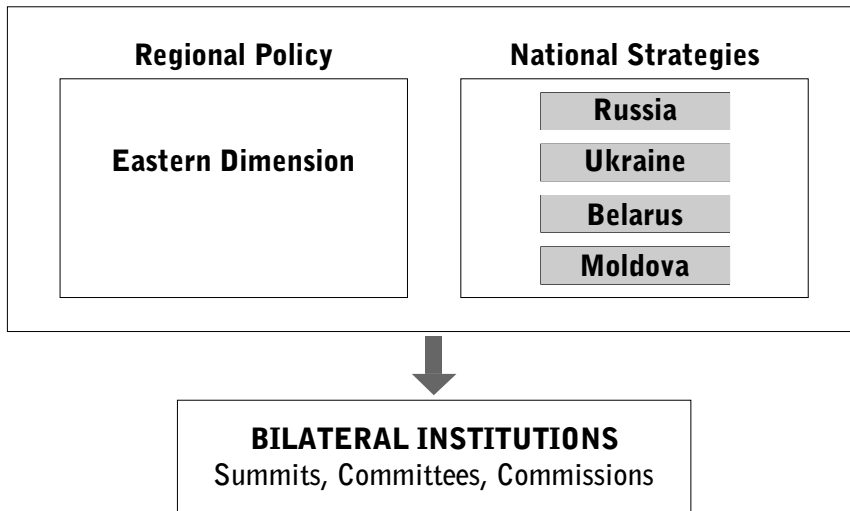 Regional Policy
Eastern Dimension
National Strategies
Russia
Ukraine
Belarus
Moldova
BILATERAL INSTITUTIONS
Summits, Committees, Commissions